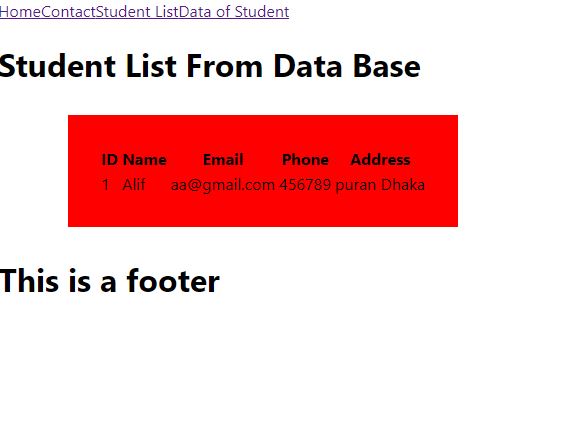 HomeContactStudent ListData of Student
Student List From Data Base
ID Name Email Phone Address
1 Alif aa@gmail.com 456789 puran Dhaka
This is a footer